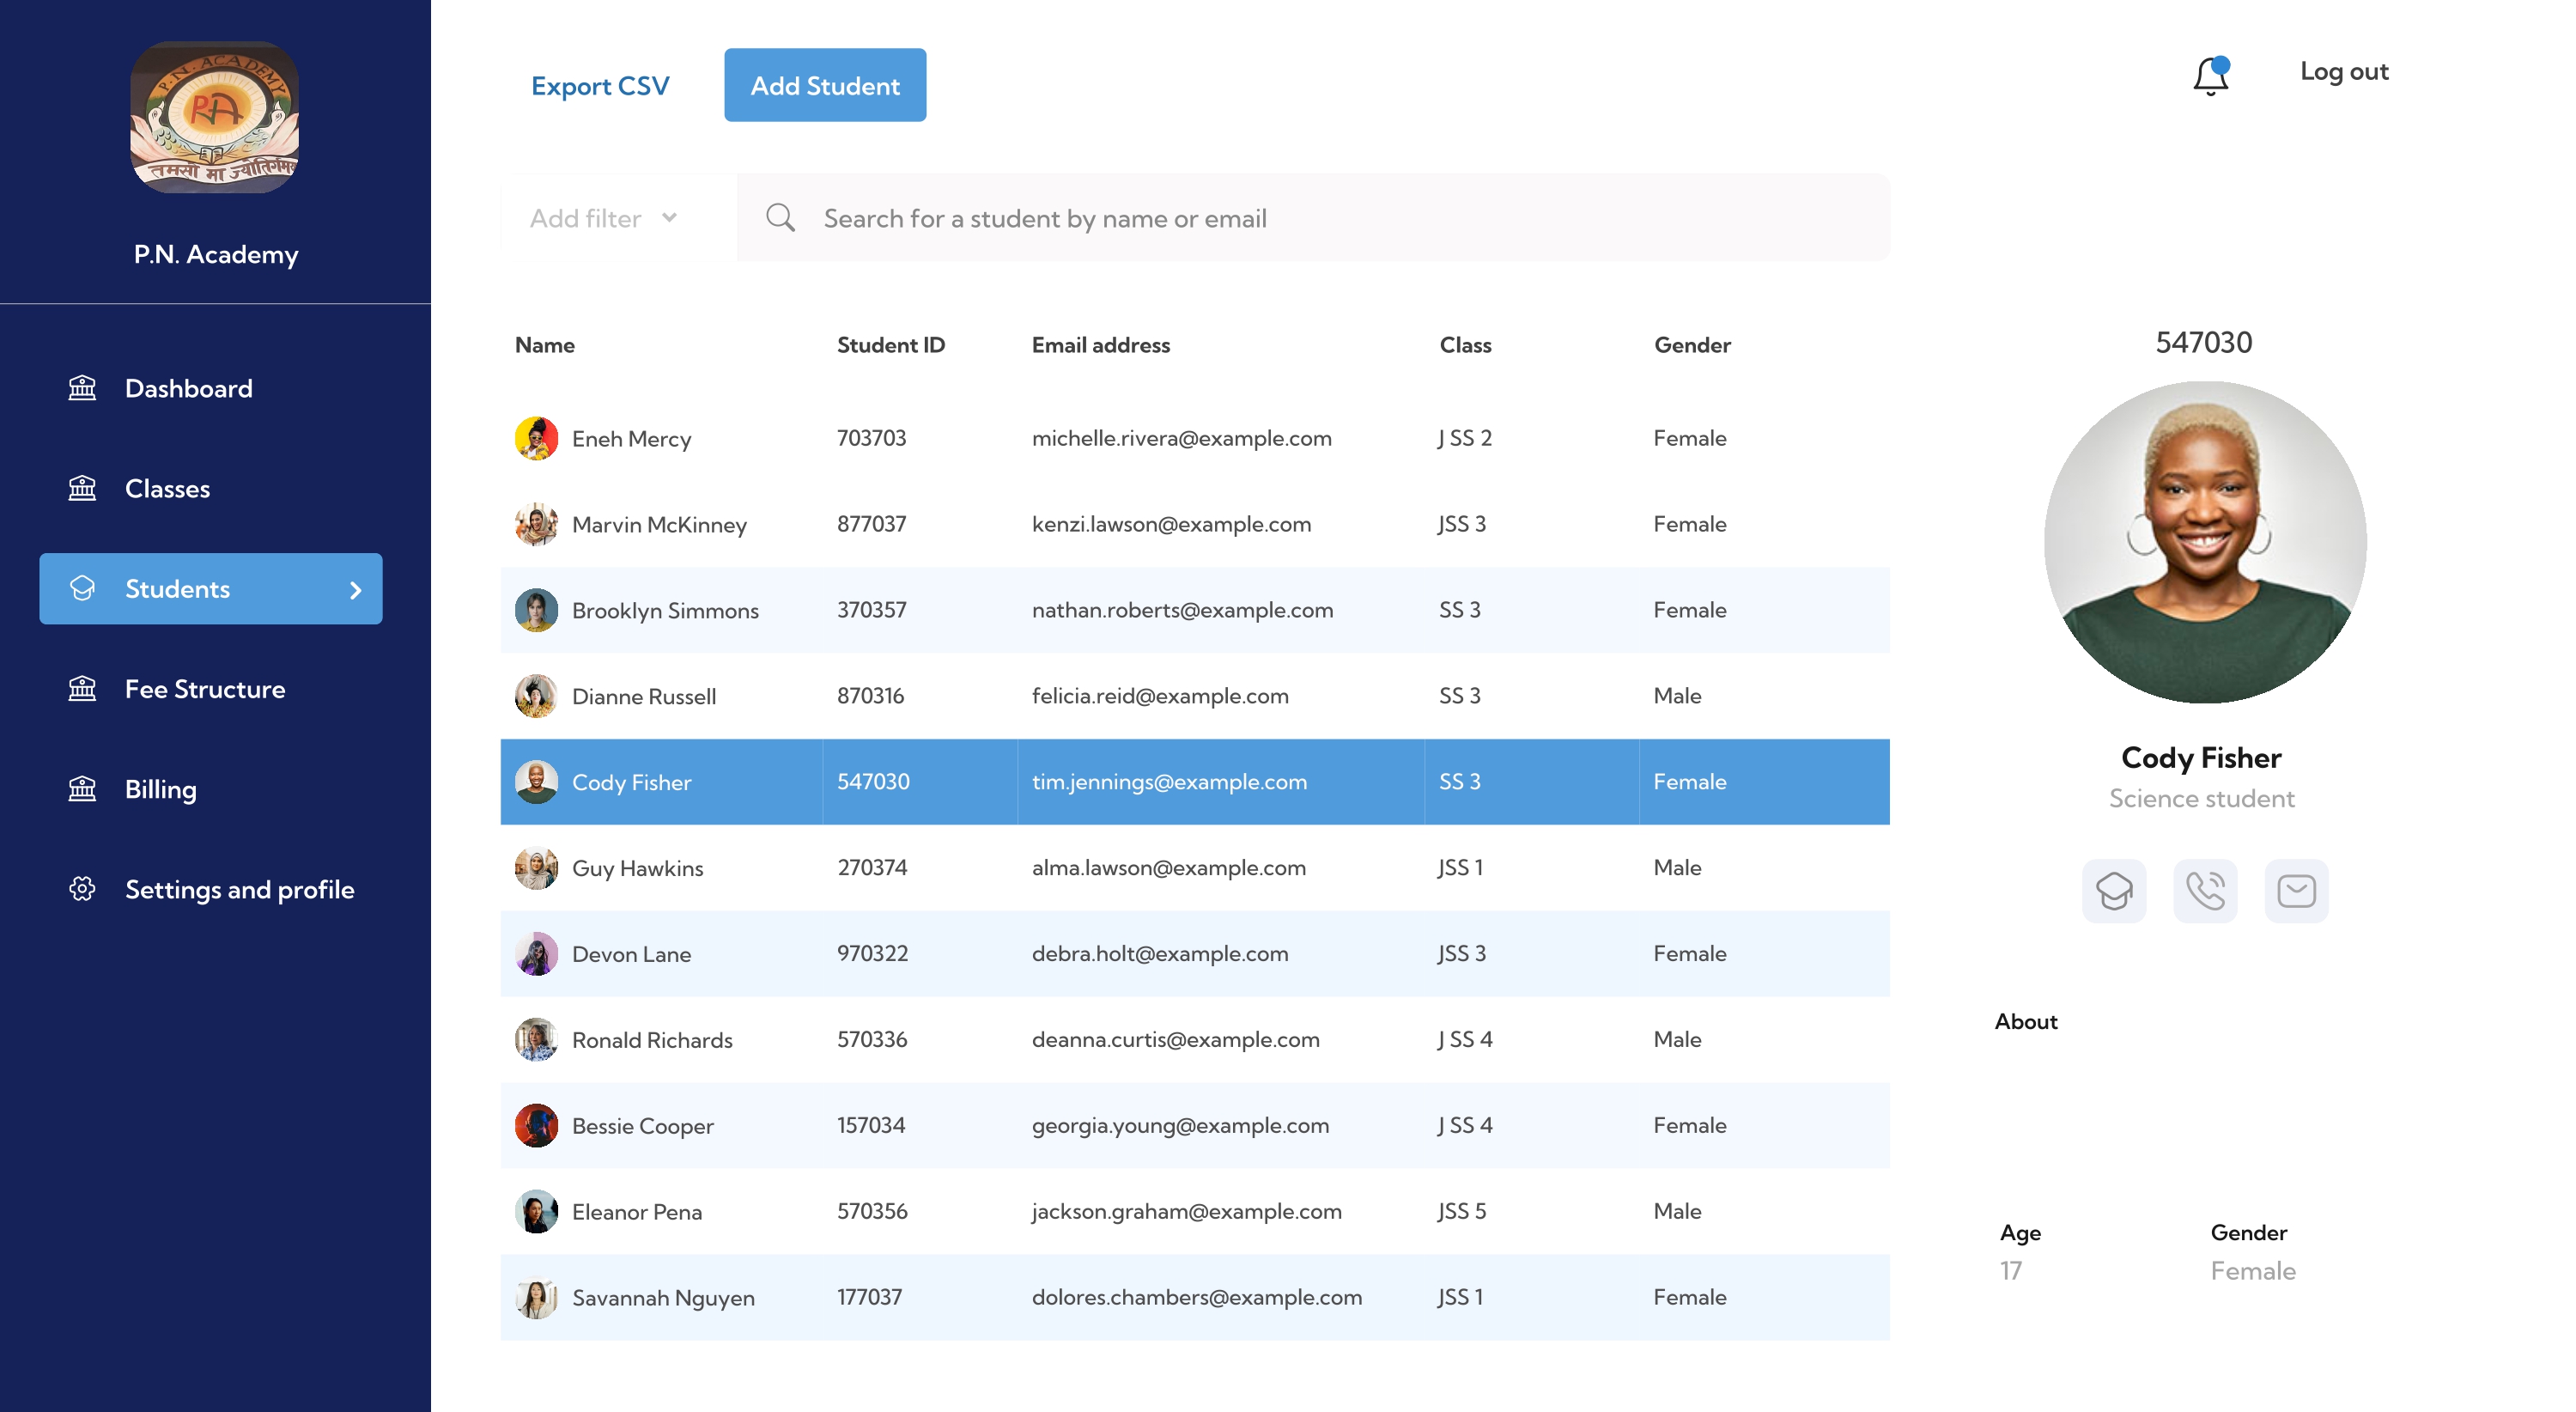 P.N. ACADEMY
PA
तमसो मा ज्योतिर्गमय
P.N. Academy
Dashboard
Classes
Students
Fee Structure
Billing
Settings and profile
Export CSV
Add Student
Log out
Add filter
Search for a student by name or email
Name Student ID Email address Class Gender
Eneh Mercy 703703 michelle.rivera@example.com J SS 2 Female
Marvin McKinney 877037 kenzi.lawson@example.com JSS 3 Female
Brooklyn Simmons 370357 nathan.roberts@example.com SS 3 Female
Dianne Russell 870316 felicia.reid@example.com SS 3 Male
Cody Fisher 547030 tim.jennings@example.com SS 3 Female
Guy Hawkins 270374 alma.lawson@example.com JSS 1 Male
Devon Lane 970322 debra.holt@example.com JSS 3 Female
Ronald Richards 570336 deanna.curtis@example.com J SS 4 Male
Bessie Cooper 157034 georgia.young@example.com J SS 4 Female
Eleanor Pena 570356 jackson.graham@example.com JSS 5 Male
Savannah Nguyen 177037 dolores.chambers@example.com JSS 1 Female
547030
Cody Fisher
Science student
About
Age Gender
17 Female